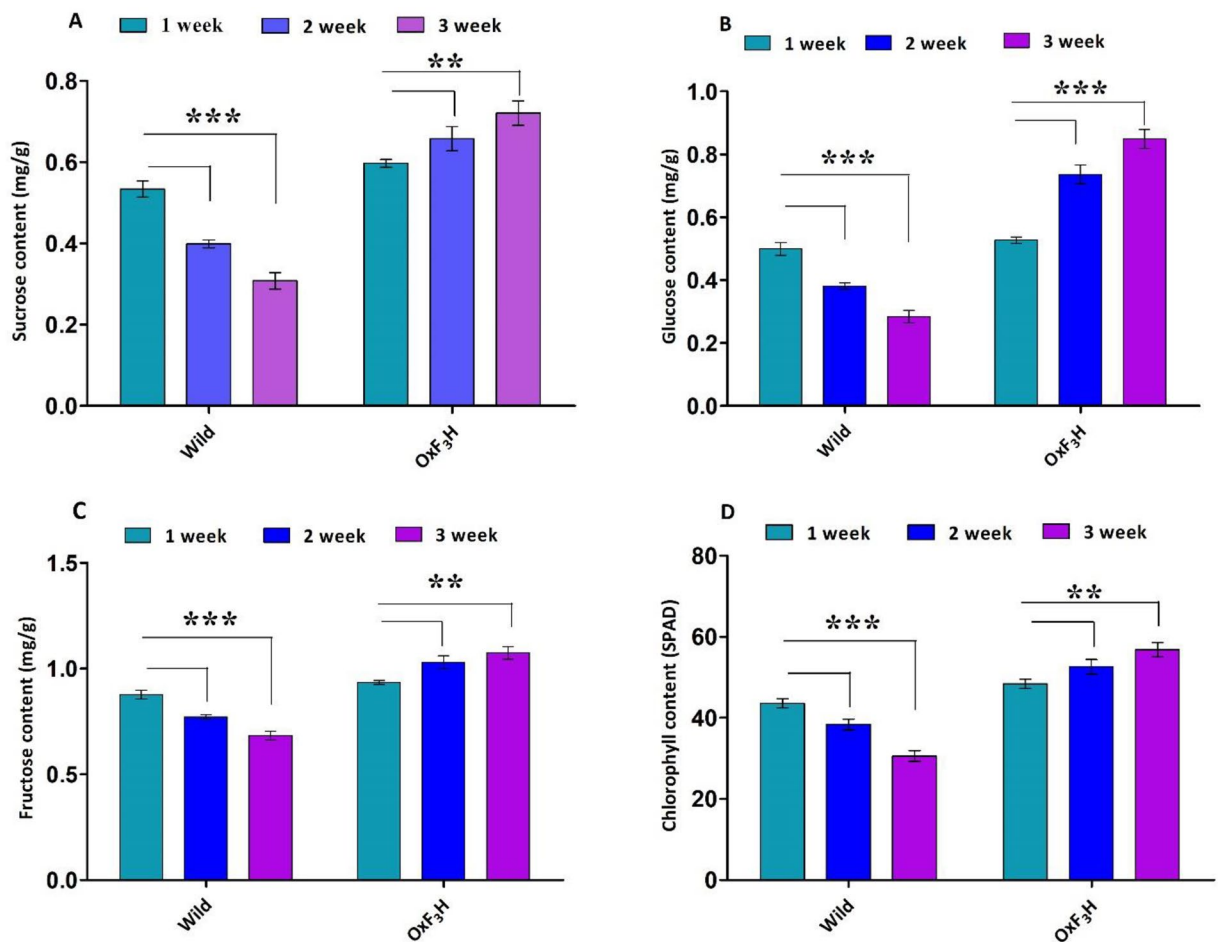 A
1 week 2 week 3 week
Sucrose content (mg/g)
0.8
0.6
0.4
0.2
0.0
***
**
Wild
OxF₃H
B
1 week 2 week 3 week
Glucose content (mg/g)
1.0
0.8
0.6
0.4
0.2
0.0
***
***
Wild
OxF₃H
C
1 week 2 week 3 week
Fructose content (mg/g)
1.5
1.0
0.5
0.0
***
**
Wild
OxF₃H
D
1 week 2 week 3 week
Chlorophyll content (SPAD)
80
60
40
20
0
***
**
Wild
OxF₃H